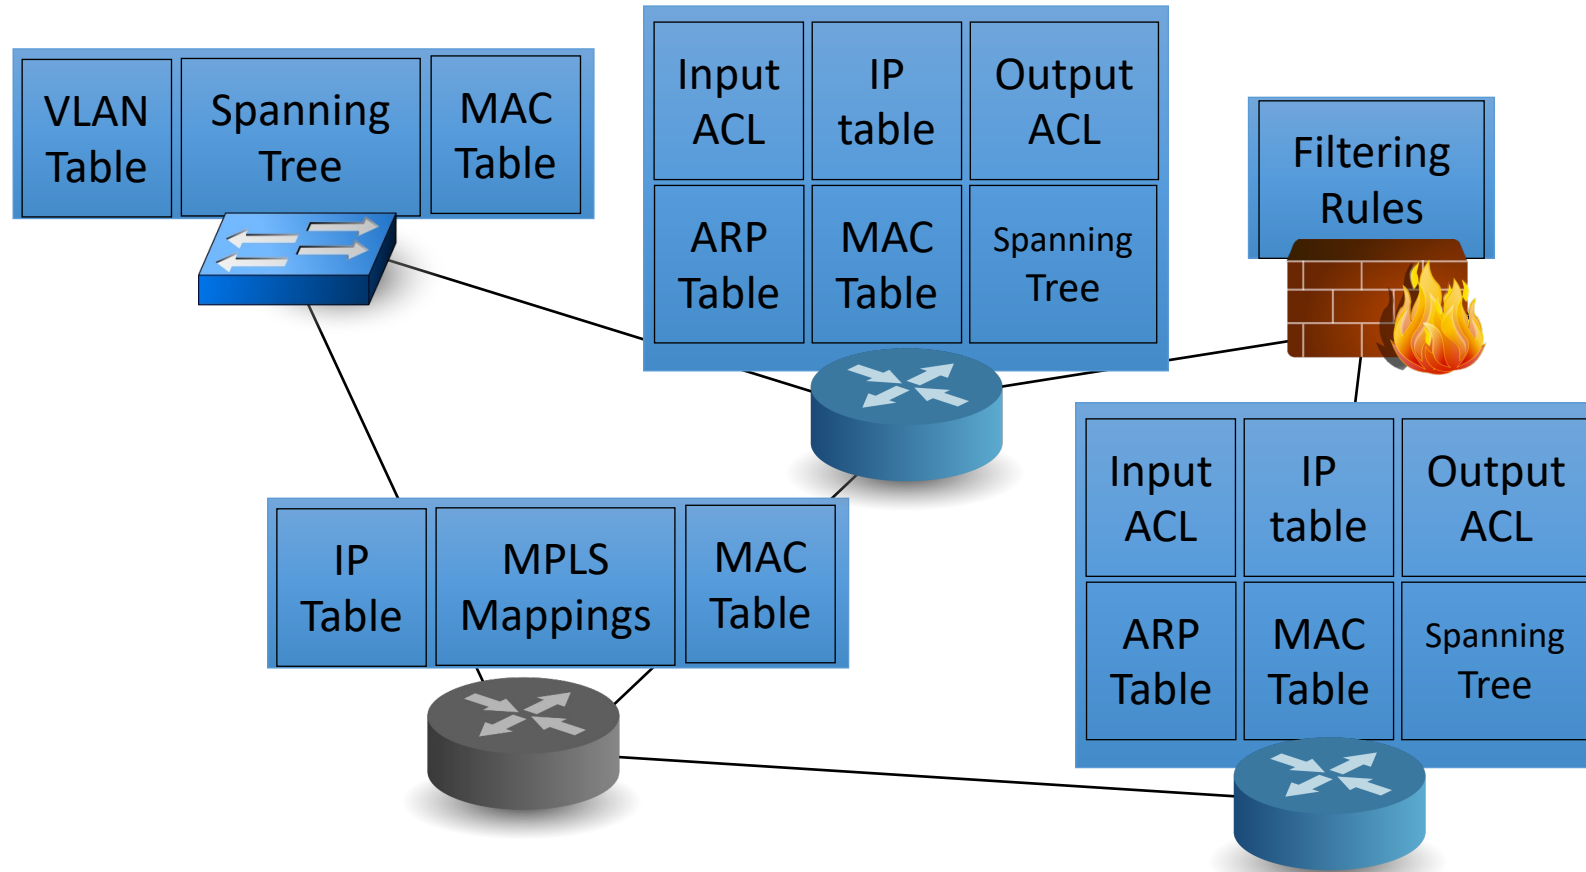 VLAN
Table
Spanning
Tree
MAC
Table
Input
ACL
IP
table
Output
ACL
ARP
Table
MAC
Table
Spanning
Tree
Filtering
Rules
IP
Table
MPLS
Mappings
MAC
Table
Input
ACL
IP
table
Output
ACL
ARP
Table
MAC
Table
Spanning
Tree